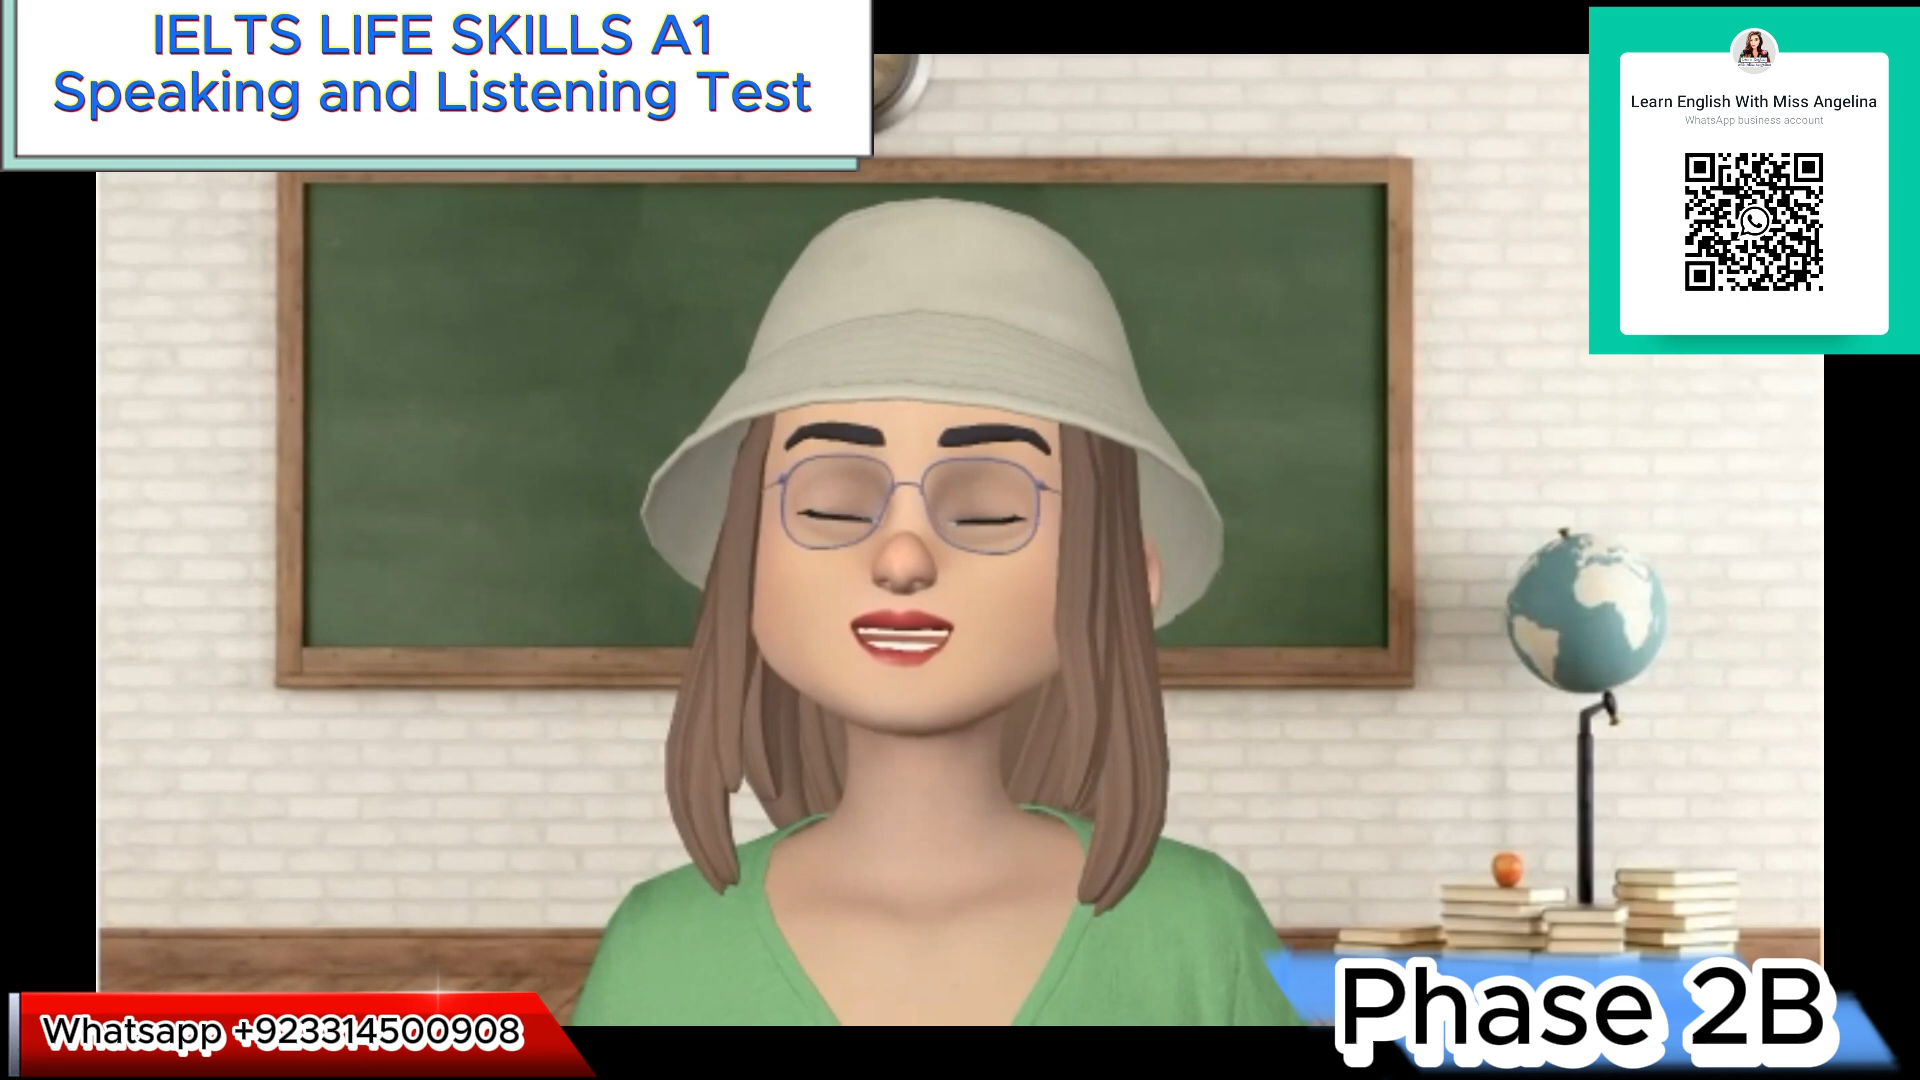 IELTS LIFE SKILLS A1
Speaking and Listening Test
Learn English With Miss Angelina
WhatsApp business account
Whatsapp +923314500908
Phase 2B